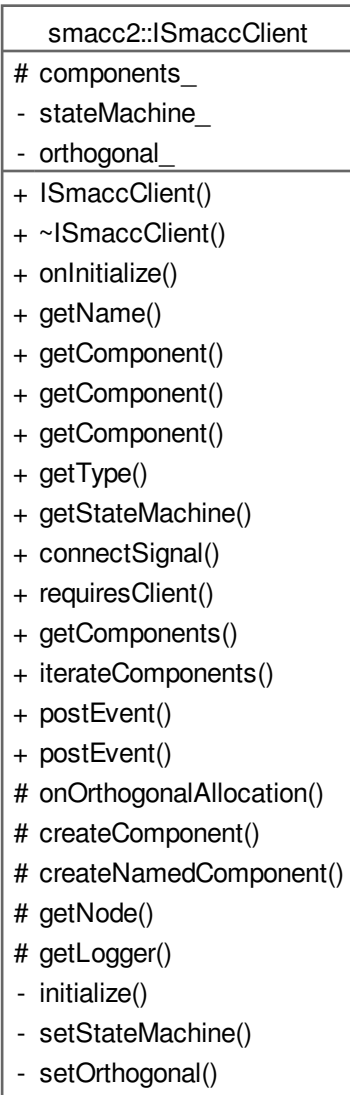 smacc2::ISmaccClient
# components_
- stateMachine_
- orthogonal_
+ ISmaccClient()
+ ~ISmaccClient()
+ onInitialize()
+ getName()
+ getComponent()
+ getComponent()
+ getComponent()
+ getType()
+ getStateMachine()
+ connectSignal()
+ requiresClient()
+ getComponents()
+ iterateComponents()
+ postEvent()
+ postEvent()
# onOrthogonalAllocation()
# createComponent()
# createNamedComponent()
# getNode()
# getLogger()
- initialize()
- setStateMachine()
- setOrthogonal()